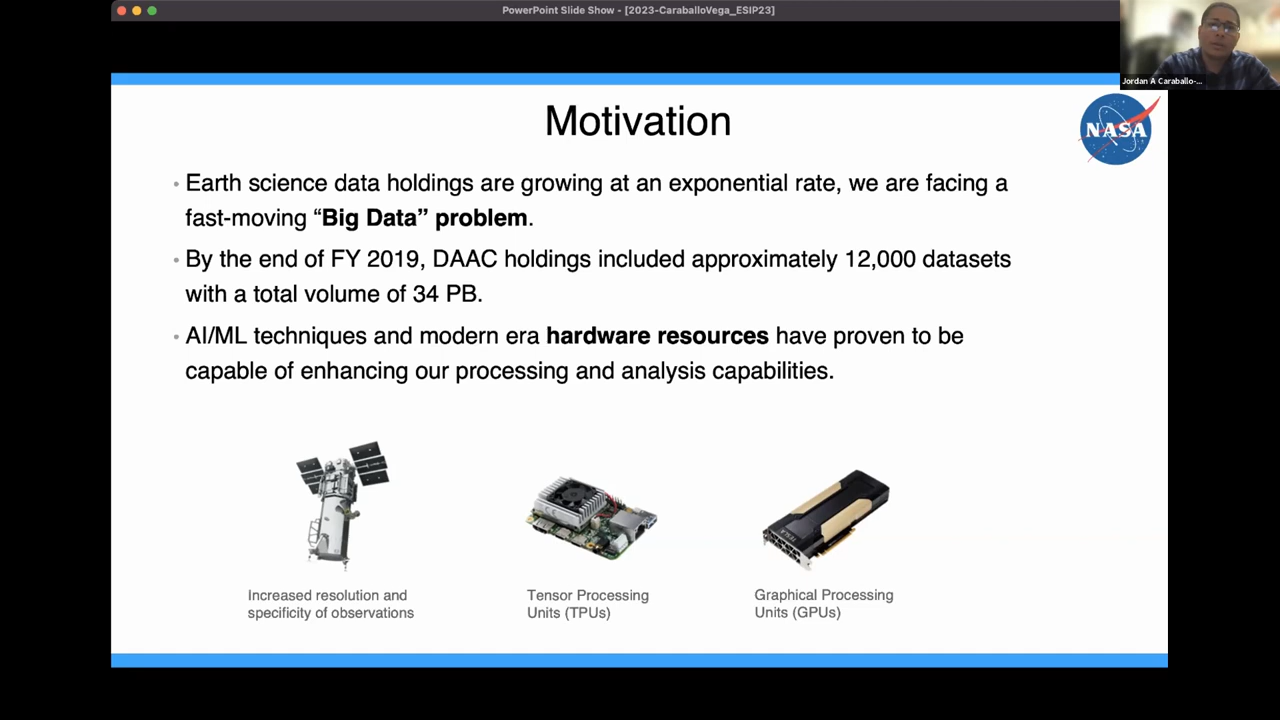 PowerPoint Slide Show - [2023-CaraballoVega_ESIP23]
Jordan A Caraballo-...
Motivation
NASA
• Earth science data holdings are growing at an exponential rate, we are facing a
fast-moving “Big Data” problem.
• By the end of FY 2019, DAAC holdings included approximately 12,000 datasets
with a total volume of 34 PB.
• AI/ML techniques and modern era hardware resources have proven to be
capable of enhancing our processing and analysis capabilities.
Increased resolution and
specificity of observations
Tensor Processing
Units (TPUs)
Graphical Processing
Units (GPUs)